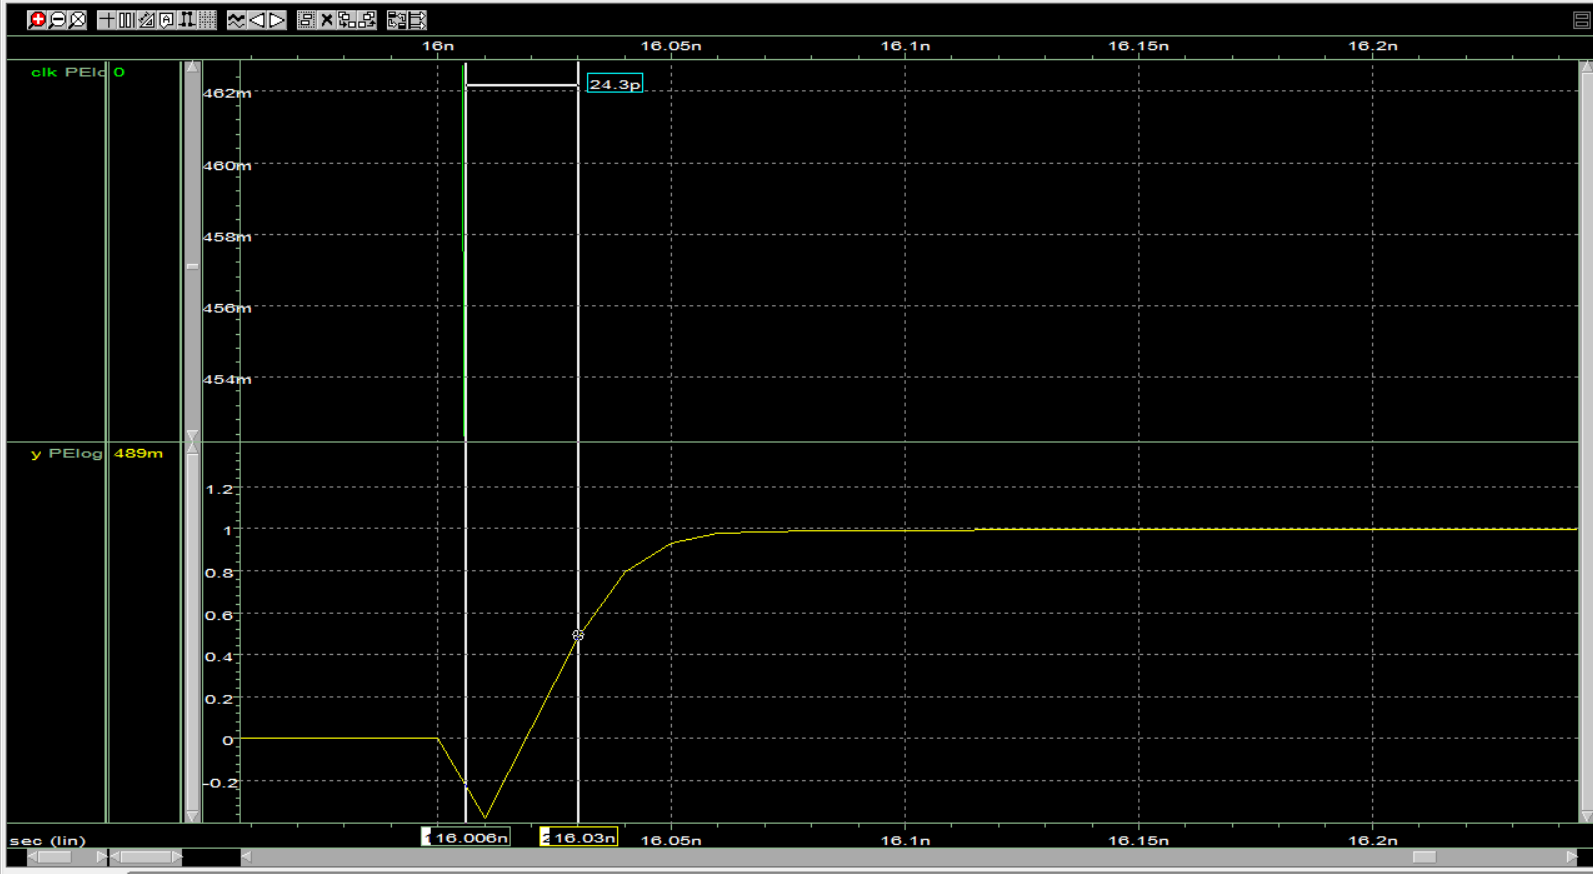 16n 16.05n 16.1n 16.15n 16.2n
clk PElo 0
24.3p
462m
460m
458m
456m
454m
y PElog 489m
1.2
1
0.8
0.6
0.4
0.2
0
-0.2
sec (lin) 16.006n 16.03n 16.05n 16.1n 16.15n 16.2n